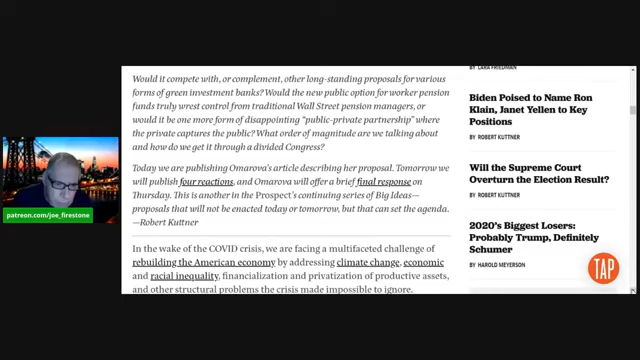 Would it compete with, or complement, other long-standing proposals for various
forms of green investment banks? Would the new public option for worker pension
funds truly wrest control from traditional Wall Street pension managers, or
would it be one more form of disappointing “public-private partnership” where
the private captures the public? What order of magnitude are we talking about
and how do we get it through a divided Congress?
Today we are publishing Omarova’s article describing her proposal. Tomorrow we
will publish four reactions, and Omarova will offer a brief final response on
Thursday. This is another in the Prospect’s continuing series of Big Ideas—
proposals that will not be enacted today or tomorrow, but that can set the agenda.
—Robert Kuttner
In the wake of the COVID crisis, we are facing a multifaceted challenge of
rebuilding the American economy by addressing climate change, economic
and racial inequality, financialization and privatization of productive assets,
and other structural problems the crisis made impossible to ignore.
BY LARA FRIEDMAN
Biden Poised to Name Ron
Klain, Janet Yellen to Key
Positions
BY ROBERT KUTTNER
Will the Supreme Court
Overturn the Election Result?
BY ROBERT KUTTNER
2020’s Biggest Losers:
Probably Trump, Definitely
Schumer
BY HAROLD MEYERSON
TAP
patreon.com/joe_firestone